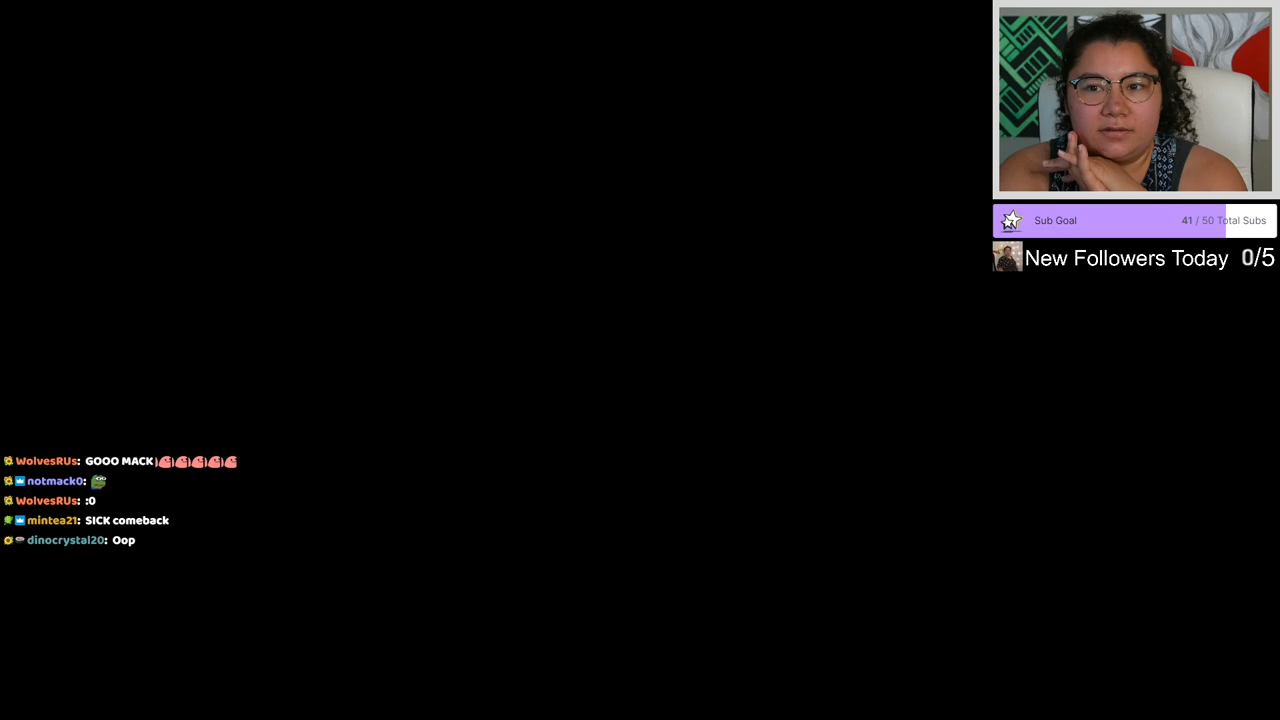 Sub Goal 41 / 50 Total Subs
New Followers Today 0/5
WolvesRUs: GOOO MACK
notmack0:
WolvesRUs: :0
mintea21: SICK comeback
dinocrystal20: Oop